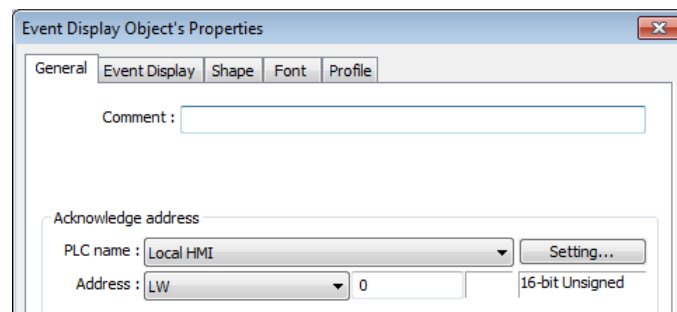 Event Display Object's Properties
General Event Display Shape Font Profile
Comment :
Acknowledge address
PLC name : Local HMI Setting...
Address : LW 0 16-bit Unsigned